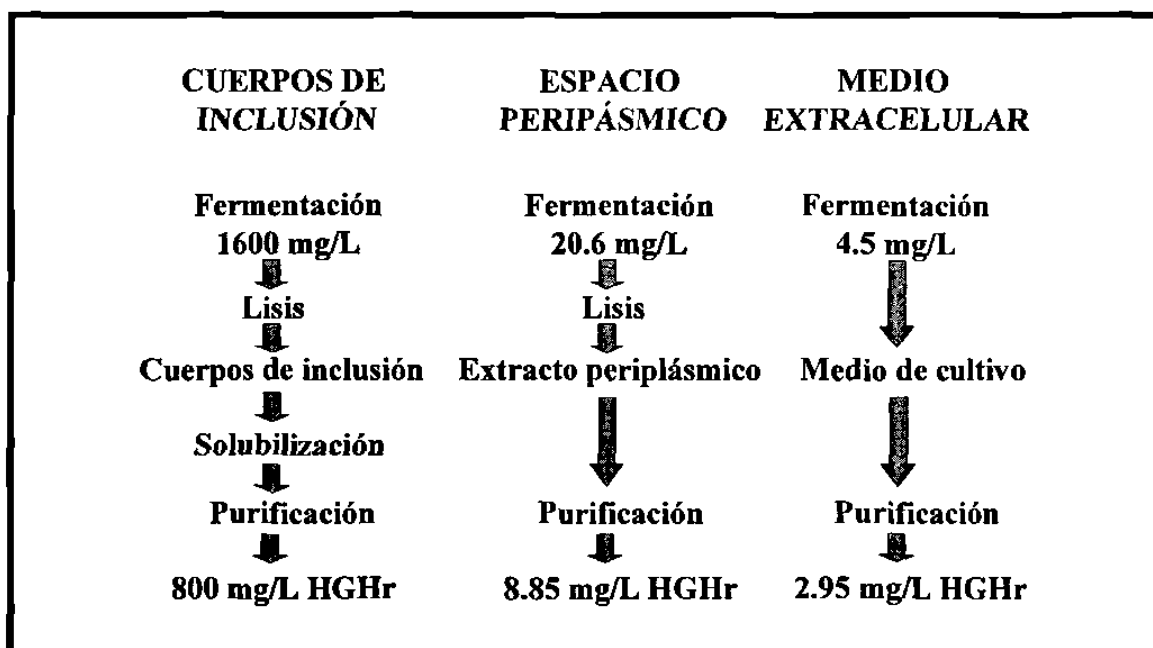 CUERPOS DE
INCLUSIÓN
Fermentación
1600 mg/L
Lisis
Cuerpos de inclusión
Solubilización
Purificación
800 mg/L HGHr
ESPACIO
PERIPÁSMICO
Fermentación
20.6 mg/L
Lisis
Extracto periplásmico
Purificación
8.85 mg/L HGHr
MEDIO
EXTRACELULAR
Fermentación
4.5 mg/L
Medio de cultivo
Purificación
2.95 mg/L HGHr